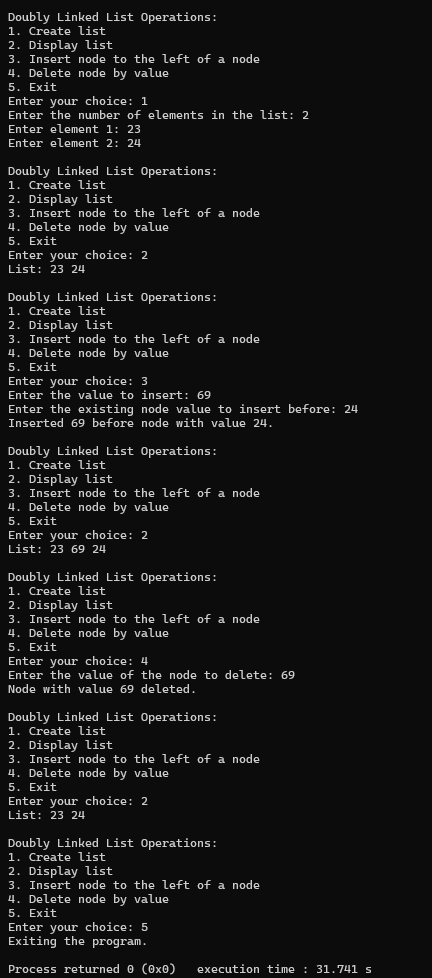 Doubly Linked List Operations:
1. Create list
2. Display list
3. Insert node to the left of a node
4. Delete node by value
5. Exit
Enter your choice: 1
Enter the number of elements in the list: 2
Enter element 1: 23
Enter element 2: 24

Doubly Linked List Operations:
1. Create list
2. Display list
3. Insert node to the left of a node
4. Delete node by value
5. Exit
Enter your choice: 2
List: 23 24

Doubly Linked List Operations:
1. Create list
2. Display list
3. Insert node to the left of a node
4. Delete node by value
5. Exit
Enter your choice: 3
Enter the value to insert: 69
Enter the existing node value to insert before: 24
Inserted 69 before node with value 24.

Doubly Linked List Operations:
1. Create list
2. Display list
3. Insert node to the left of a node
4. Delete node by value
5. Exit
Enter your choice: 2
List: 23 69 24

Doubly Linked List Operations:
1. Create list
2. Display list
3. Insert node to the left of a node
4. Delete node by value
5. Exit
Enter your choice: 4
Enter the value of the node to delete: 69
Node with value 69 deleted.

Doubly Linked List Operations:
1. Create list
2. Display list
3. Insert node to the left of a node
4. Delete node by value
5. Exit
Enter your choice: 2
List: 23 24

Doubly Linked List Operations:
1. Create list
2. Display list
3. Insert node to the left of a node
4. Delete node by value
5. Exit
Enter your choice: 5
Exiting the program.

Process returned 0 (0x0)   execution time : 31.741 s